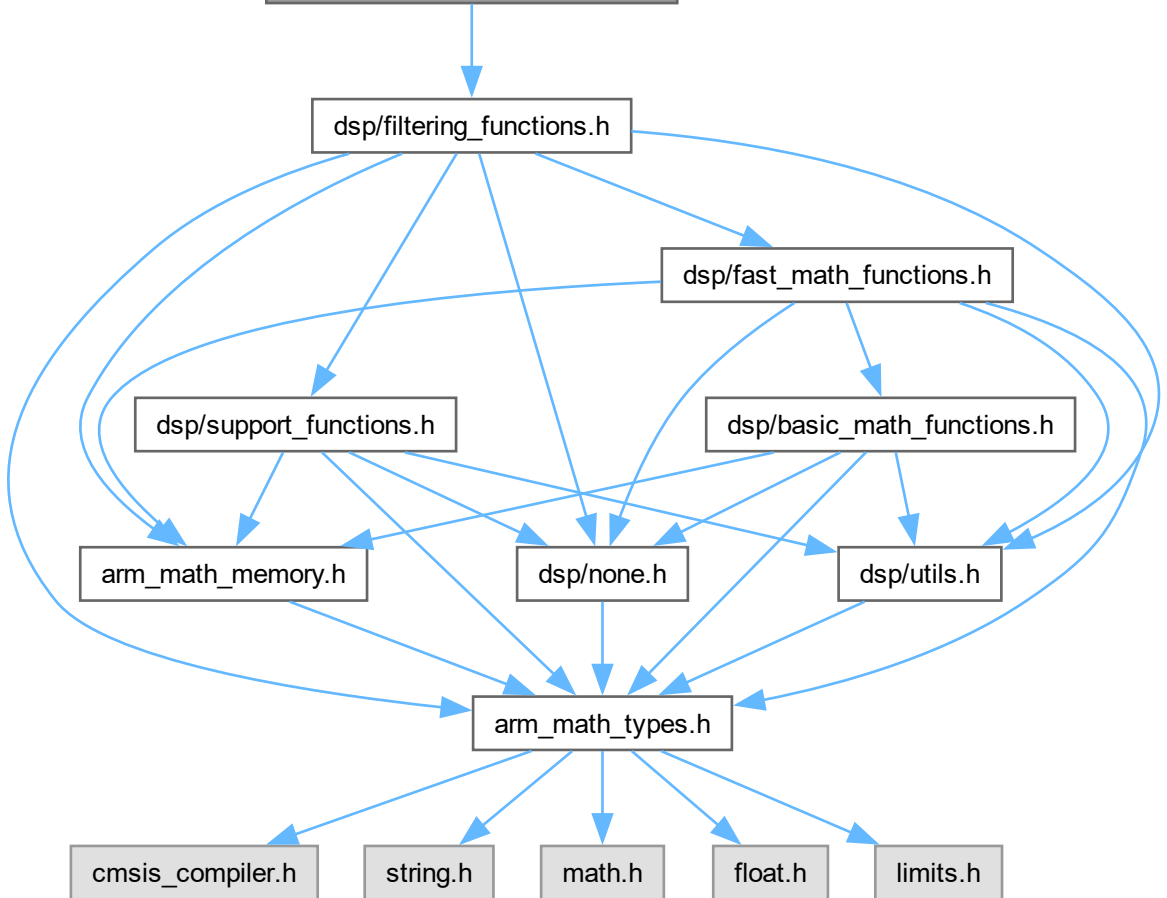 dsp/filtering_functions.h
dsp/fast_math_functions.h
dsp/support_functions.h
dsp/basic_math_functions.h
arm_math_memory.h
dsp/none.h
dsp/utils.h
arm_math_types.h
cmsis_compiler.h
string.h
math.h
float.h
limits.h